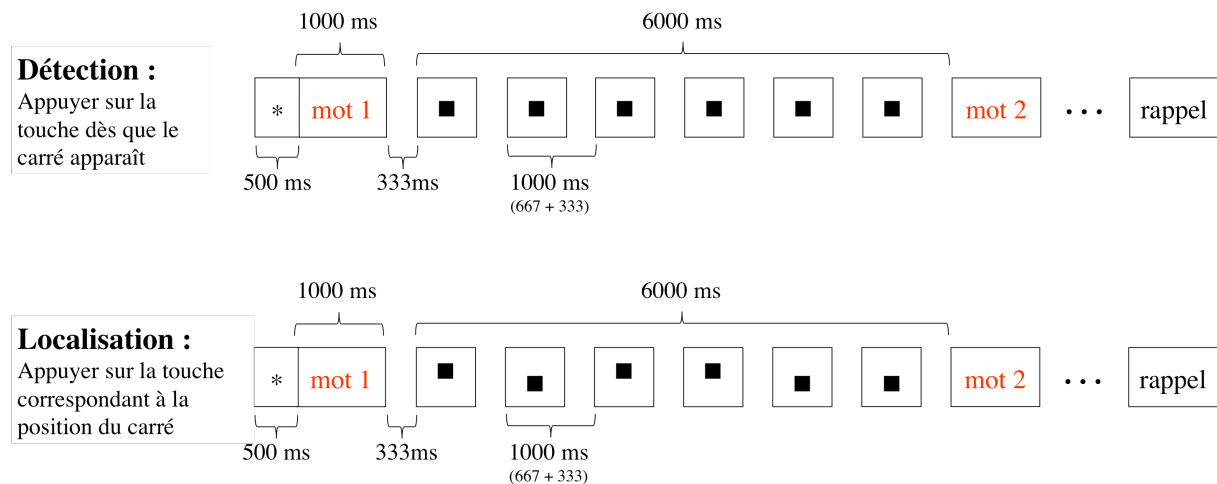 1000 ms
6000 ms
Détection :
Appuyer sur la
touche dès que le
carré apparaît
*
mot 1
mot 2
• • •
rappel
500 ms
333ms
1000 ms
(667 + 333)
1000 ms
6000 ms
Localisation :
Appuyer sur la touche
correspondant à la
position du carré
*
mot 1
mot 2
• • •
rappel
500 ms
333ms
1000 ms
(667 + 333)